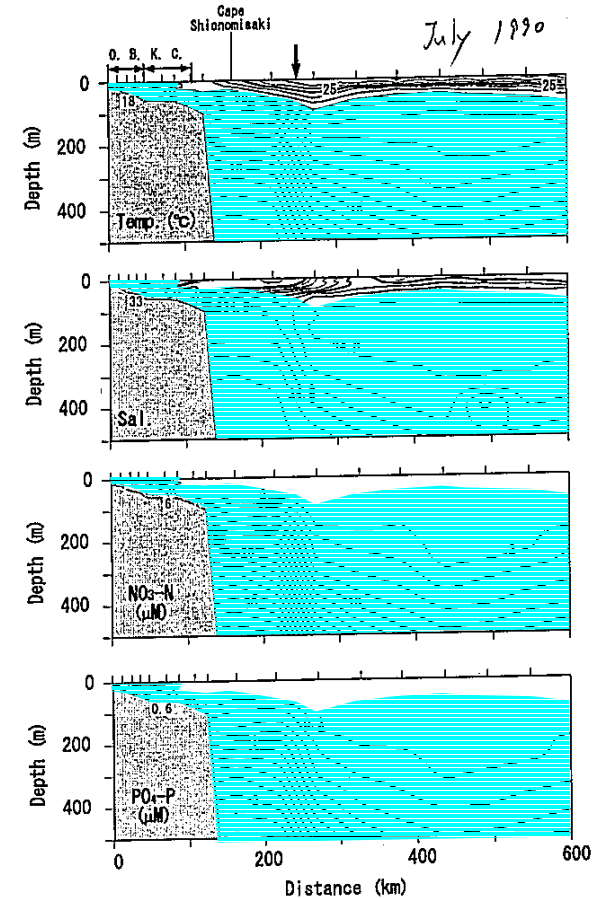 July 1990
Cape
Shionomisaki
O. B. K. C.
0
200
400
Depth (m)
18
25
25
Temp. (℃)
0
200
400
Depth (m)
33
Sal.
0
200
400
Depth (m)
16
NO₃-N
(μM)
0
200
400
Depth (m)
0.6
PO₄-P
(μM)
0
200
400
600
Distance (km)